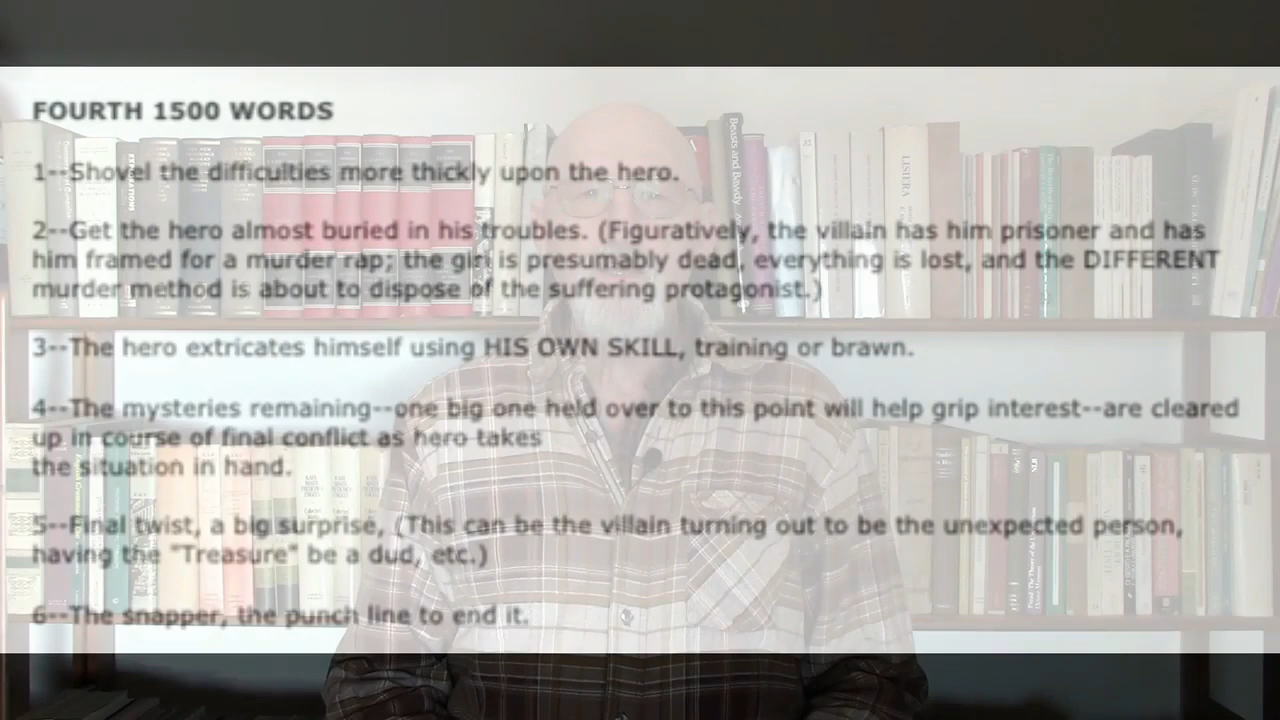 FOURTH 1500 WORDS
1--Shovel the difficulties more thickly upon the hero.
2--Get the hero almost buried in his troubles. (Figuratively, the villain has him prisoner and has
him framed for a murder rap; the girl is presumably dead, everything is lost, and the DIFFERENT
murder method is about to dispose of the suffering protagonist.)
3--The hero extricates himself using HIS OWN SKILL, training or brawn.
4--The mysteries remaining--one big one held over to this point will help grip interest--are cleared
up in course of final conflict as hero takes
the situation in hand.
5--Final twist, a big surprise, (This can be the villain turning out to be the unexpected person,
having the "Treasure" be a dud, etc.)
6--The snapper, the punch line to end it.
Beasts and Bawdy
LISTERA